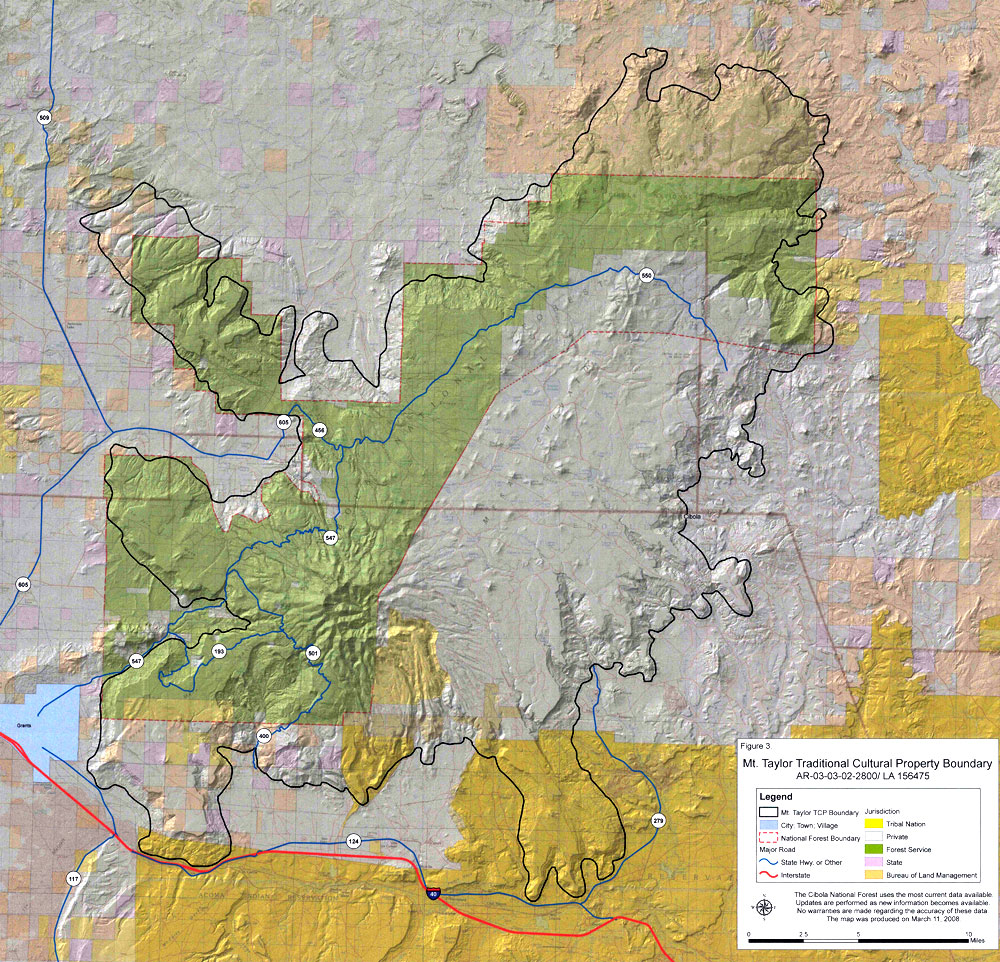 509
550
605
456
Cibola
547
605
193
501
547
Grants
400
279
124
117
40
Figure 3.
Mt. Taylor Traditional Cultural Property Boundary
AR-03-03-02-2800/ LA 156475
Legend
Mt. Taylor TCP Boundary
City; Town; Village
National Forest Boundary
Major Road
State Hwy. or Other
Interstate
Jurisdiction
Tribal Nation
Private
Forest Service
State
Bureau of Land Management
The Cibola National Forest uses the most current data available.
Updates are performed as new information becomes available.
No warranties are made regarding the accuracy of these data
The map was produced on March 11, 2008
N
W
E
S
0 2.5 5 10
Miles